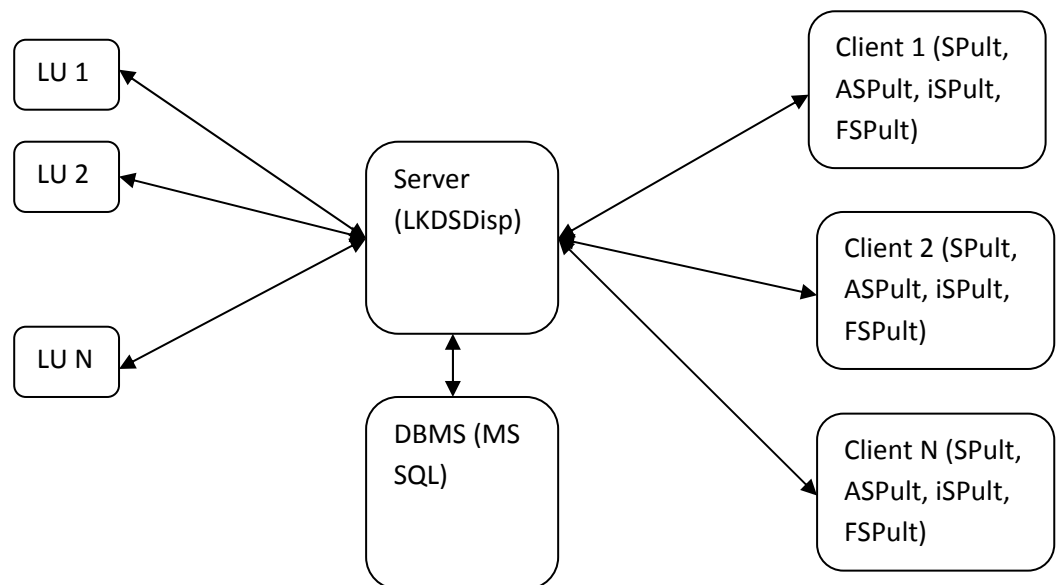 LU 1
LU 2
LU N
Server
(LKDSDisp)
DBMS (MS
SQL)
Client 1 (SPult,
ASPult, iSPult,
FSPult)
Client 2 (SPult,
ASPult, iSPult,
FSPult)
Client N (SPult,
ASPult, iSPult,
FSPult)